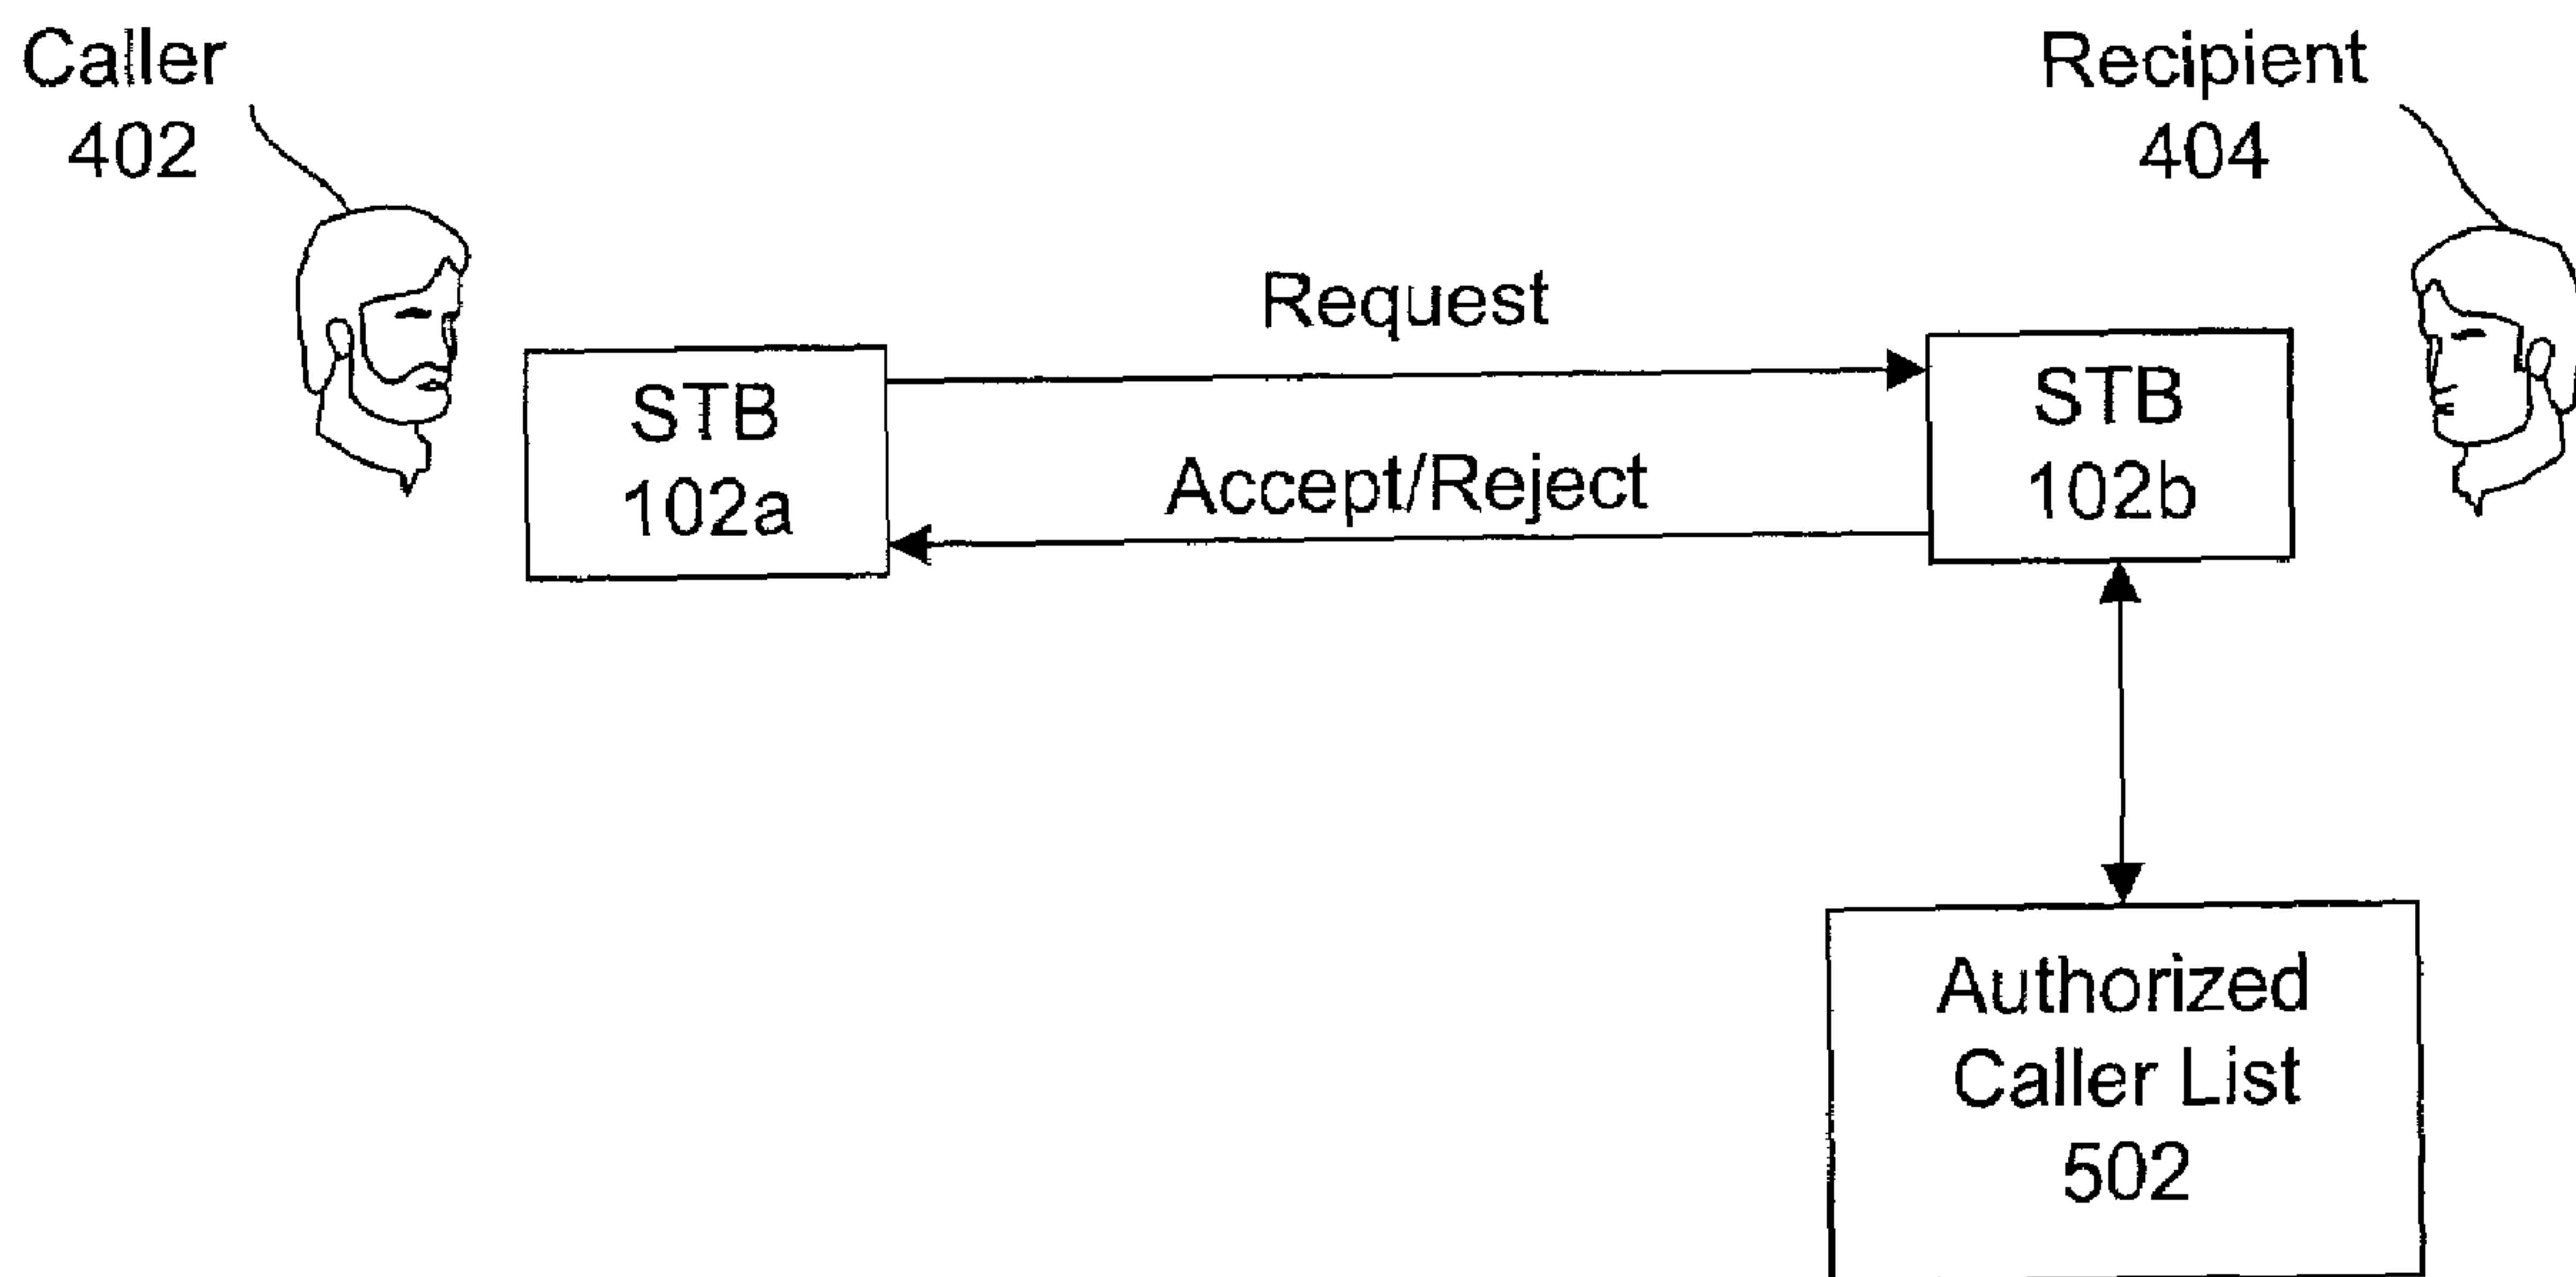 Caller
402
Recipient
404
Request
STB
102a
Accept/Reject
STB
102b
Authorized
Caller List
502